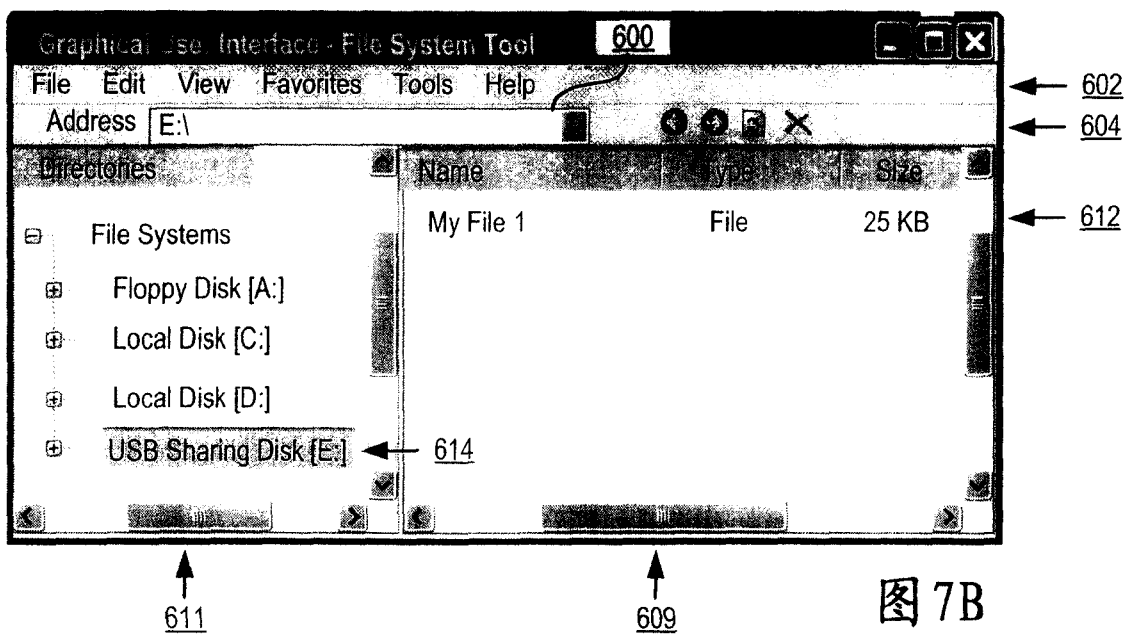 Graphical User Interface - File System Tool 600
File Edit View Favorites Tools Help
602
Address E:\
604
Directories
Name Type Size
My File 1 File 25 KB
612
File Systems
Floppy Disk [A:]
Local Disk [C:]
Local Disk [D:]
USB Sharing Disk [E:]
614
611
609
图 7B